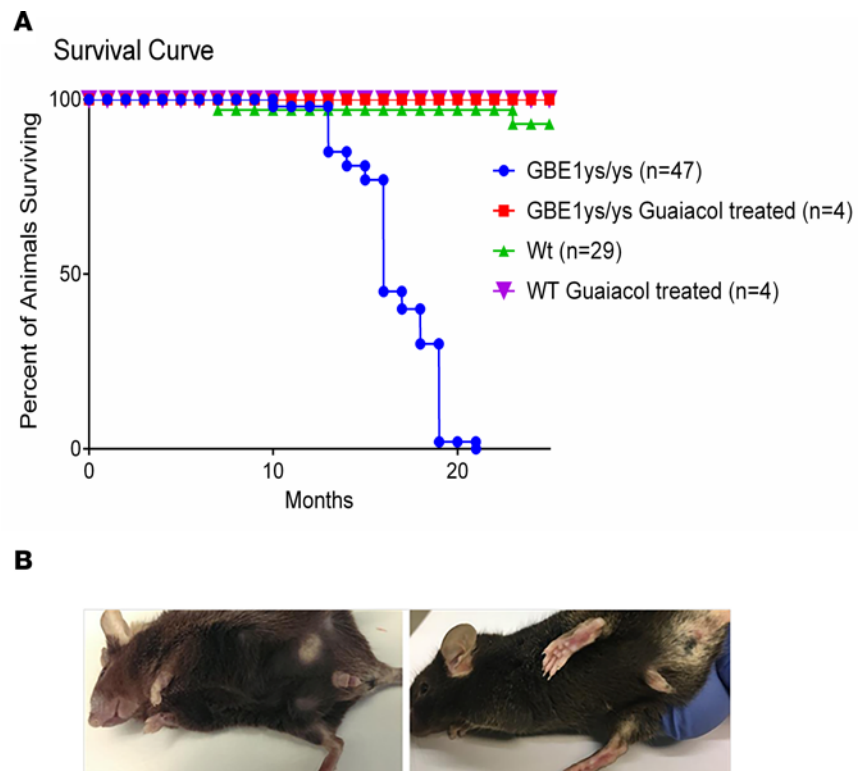 A
Survival Curve
100
50
0
0 10 20
Percent of Animals Surviving
Months
GBE1ys/ys (n=47)
GBE1ys/ys Guaiacol treated (n=4)
Wt (n=29)
WT Guaiacol treated (n=4)
B